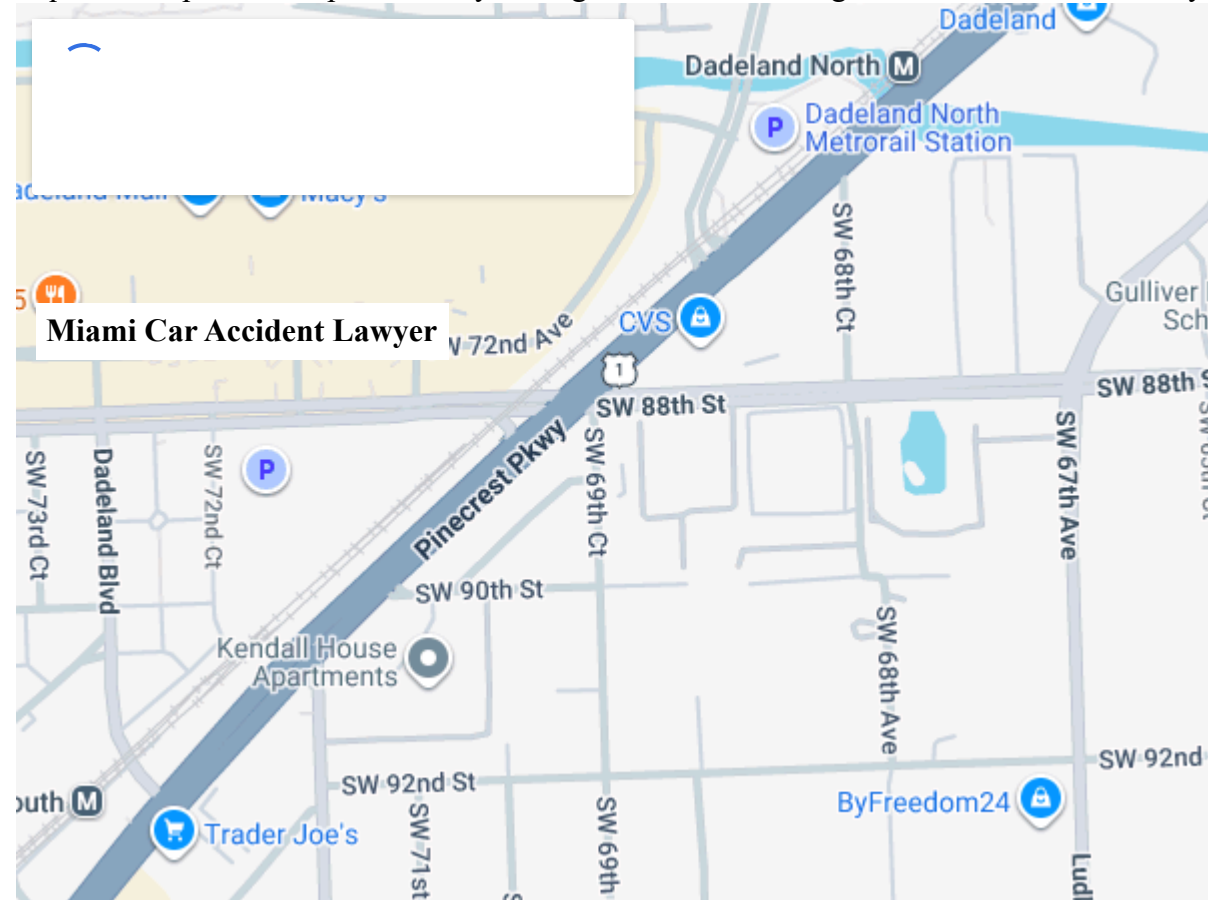 Dadeland
Dadeland North M
P Dadeland North
Metrorail Station
Macy's
SW 68th Ct
5
Gulliver
Sch
CVS
Miami Car Accident Lawyer
72nd Ave
1
SW 88th
SW 88th St
Pinecrest Pkwy
SW 69th Ct
SW 67th Ave
SW 73rd Ct
Dadeland Blvd
SW 72nd Ct
P
SW 90th St
Kendall House
Apartments
SW 68th Ave
SW 92nd
SW 92nd St
outh M
ByFreedom24
Trader Joe's
SW 71st
SW 69th
Ludl